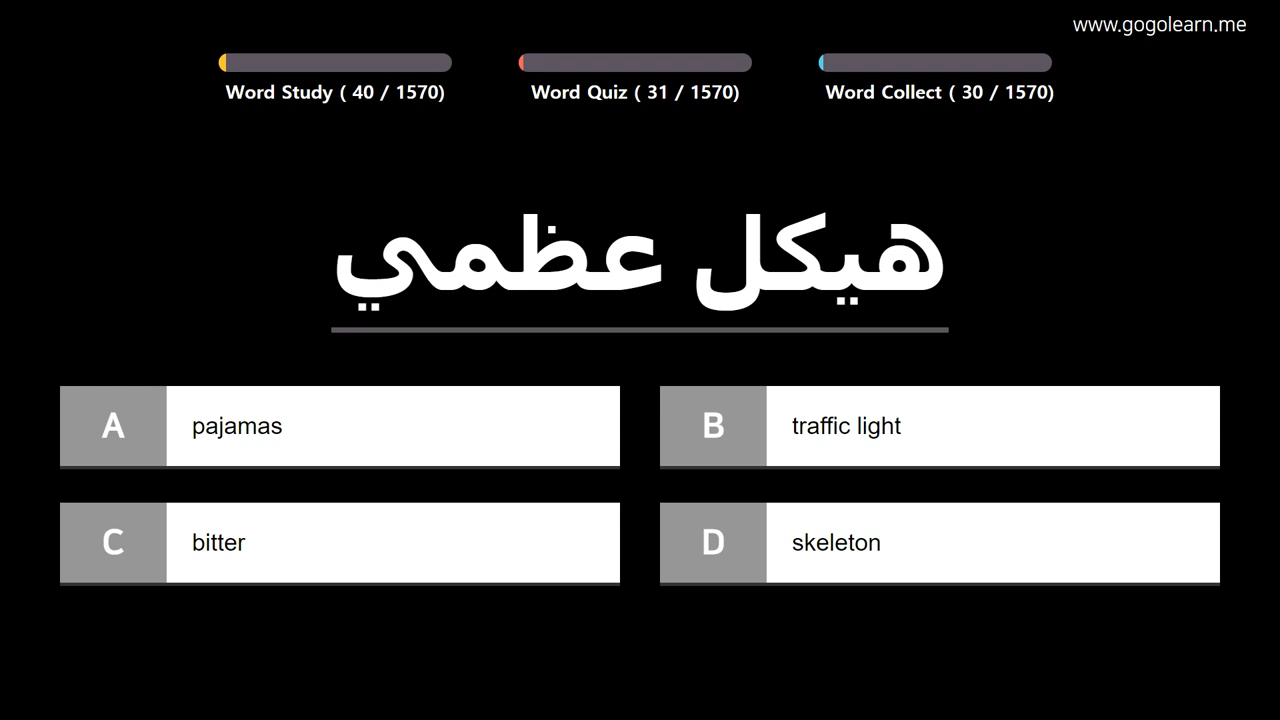 www.gogolearn.me
Word Study ( 40 / 1570)
Word Quiz ( 31 / 1570)
Word Collect ( 30 / 1570)
هيكل عظمي
A pajamas
B traffic light
C bitter
D skeleton